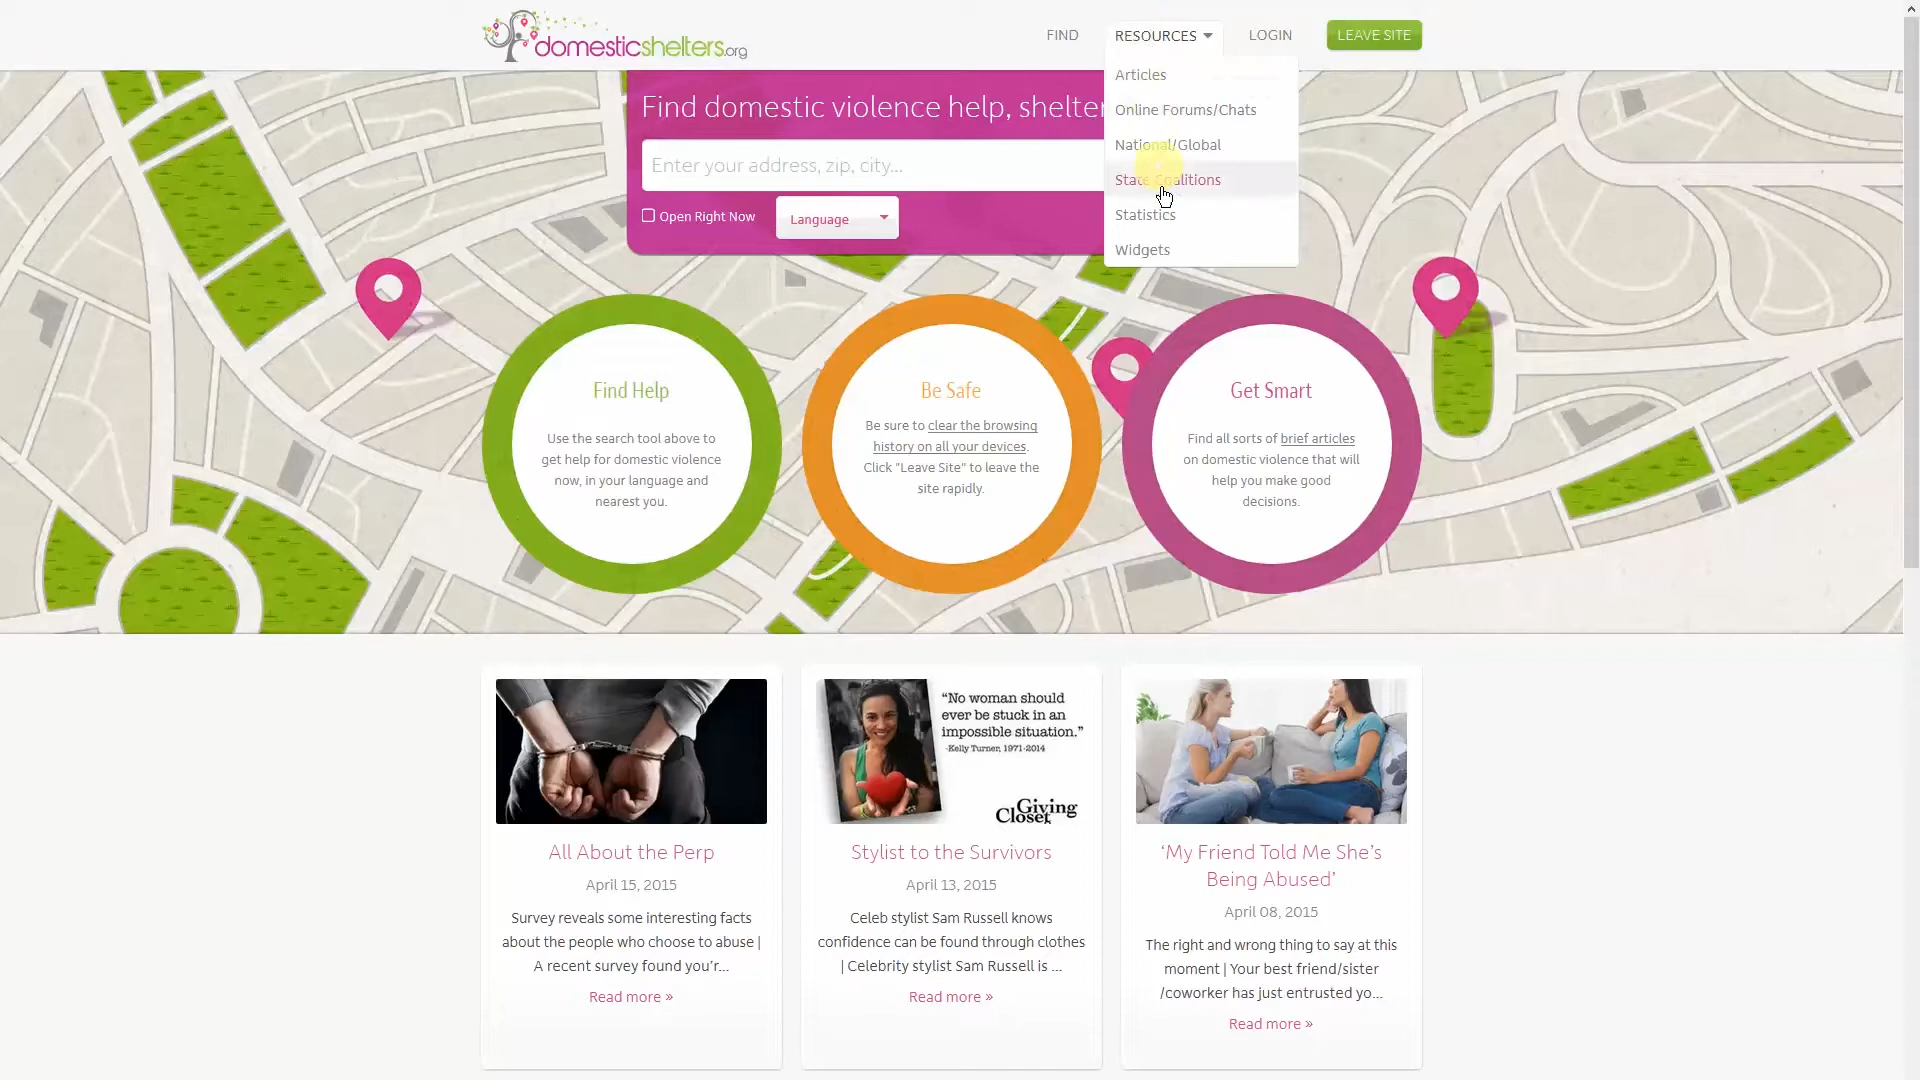 domesticshelters.org
FIND
RESOURCES
LOGIN
LEAVE SITE
Articles
Online Forums/Chats
National/Global
State Coalitions
Statistics
Widgets
Find domestic violence help, shelter
Enter your address, zip, city...
Open Right Now
Language
Find Help
Use the search tool above to
get help for domestic violence
now, in your language and
nearest you.
Be Safe
Be sure to clear the browsing
history on all your devices.
Click "Leave Site" to leave the
site rapidly.
Get Smart
Find all sorts of brief articles
on domestic violence that will
help you make good
decisions.
All About the Perp
April 15, 2015
Survey reveals some interesting facts
about the people who choose to abuse |
A recent survey found you'r...
Read more »
“No woman should
ever be stuck in an
impossible situation.”
-Kelly Turner, 1971-2014
Giving
Closet
Stylist to the Survivors
April 13, 2015
Celeb stylist Sam Russell knows
confidence can be found through clothes
| Celebrity stylist Sam Russell is ...
Read more »
‘My Friend Told Me She’s
Being Abused’
April 08, 2015
The right and wrong thing to say at this
moment | Your best friend/sister
/coworker has just entrusted yo...
Read more »